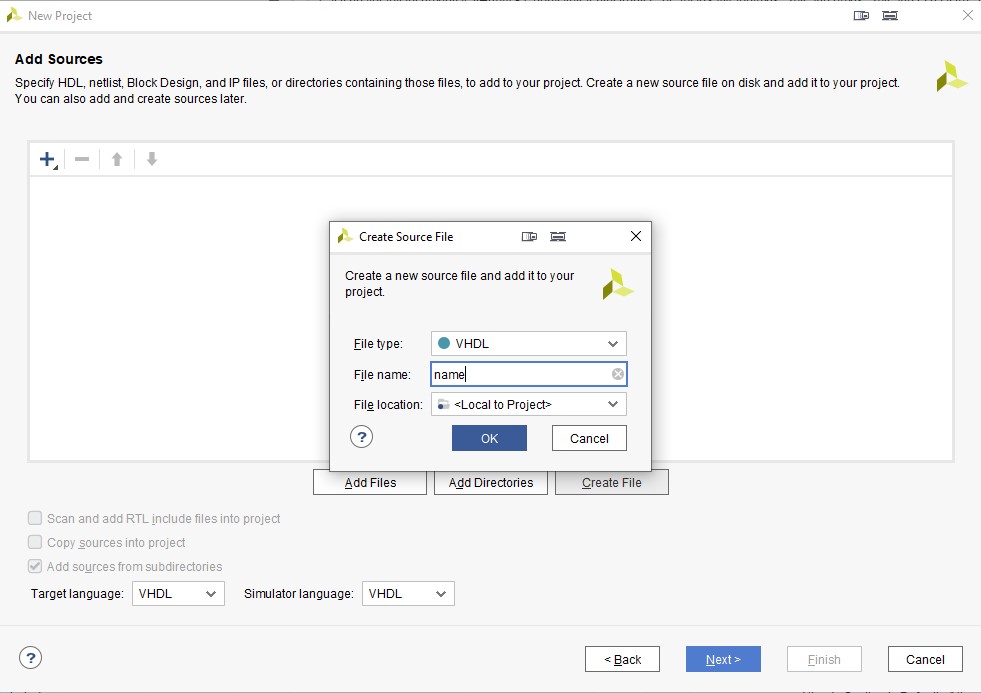 New Project
Add Sources
Specify HDL, netlist, Block Design, and IP files, or directories containing those files, to add to your project. Create a new source file on disk and add it to your project.
You can also add and create sources later.
Create Source File
Create a new source file and add it to your
project.
File type: VHDL
File name: name
File location: <Local to Project>
? OK Cancel
Add Files Add Directories Create File
Scan and add RTL include files into project
Copy sources into project
Add sources from subdirectories
Target language: VHDL Simulator language: VHDL
? < Back Next > Finish Cancel